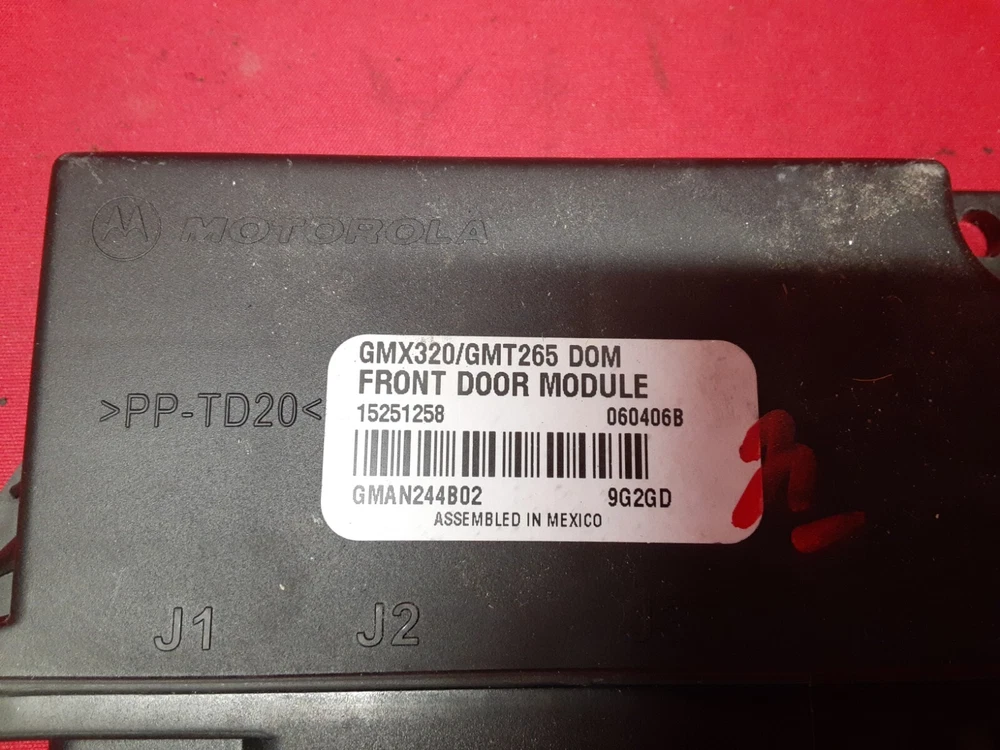 MOTOROLA
GMX320/GMT265 DOM
FRONT DOOR MODULE
>PP-TD20<
15251258 060406B
GMAN244B02 9G2GD
ASSEMBLED IN MEXICO
J1 J2